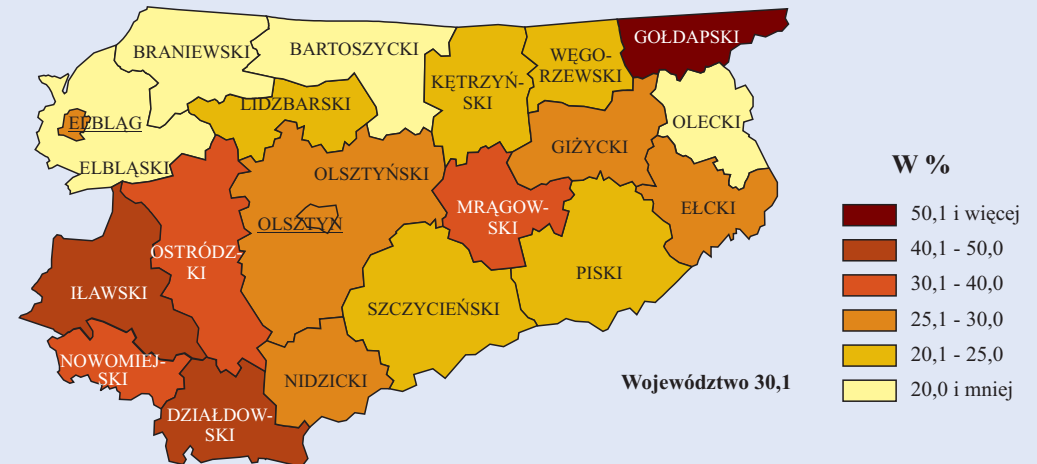 GOŁDAPSKI
BRANIEWSKI
BARTOSZYCKI
WĘGO-
RZEWSKI
KĘTRZYŃ-
SKI
LIDZBARSKI
ELBLĄG
OLECKI
GIŻYCKI
ELBLĄSKI
OLSZTYŃSKI
W %
MRĄGOW-
SKI
EŁCKI
50,1 i więcej
OLSZTYN
40,1 - 50,0
OSTRÓDZ-
KI
PISKI
30,1 - 40,0
IŁAWSKI
SZCZYCIEŃSKI
25,1 - 30,0
NOWOMIEJ-
SKI
20,1 - 25,0
NIDZICKI
Województwo 30,1
20,0 i mniej
DZIAŁDOW-
SKI